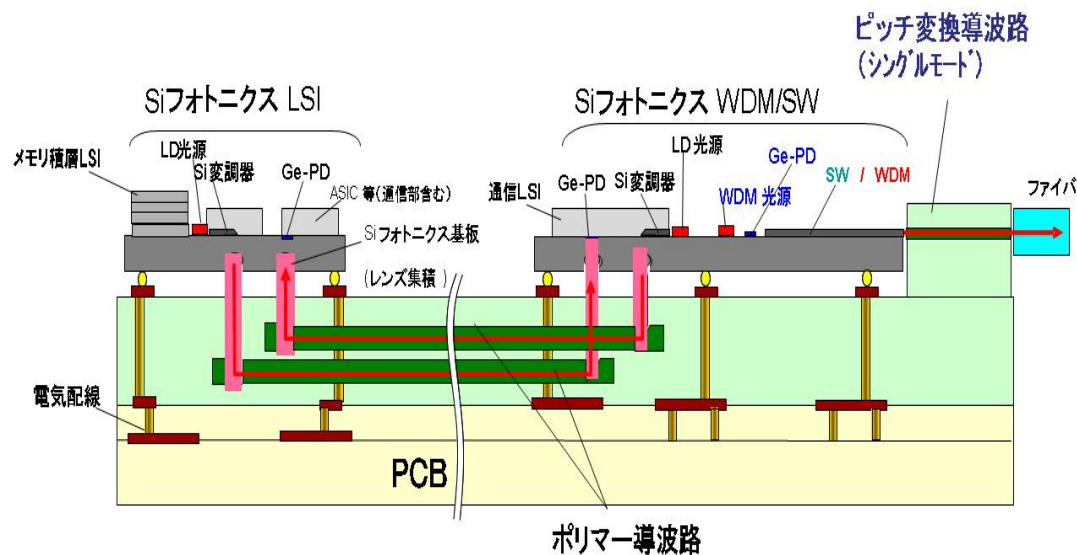 ピッチ変換導波路
(シングルモード)
Siフォトニクス LSI
Siフォトニクス WDM/SW
メモリ積層LSI
LD光源
Si変調器
Ge-PD
ASIC 等(通信部含む)
Siフォトニクス基板
(レンズ集積)
通信LSI
Ge-PD
Si変調器
LD光源
WDM 光源
Ge-PD
SW / WDM
ファイバ
電気配線
PCB
ポリマー導波路